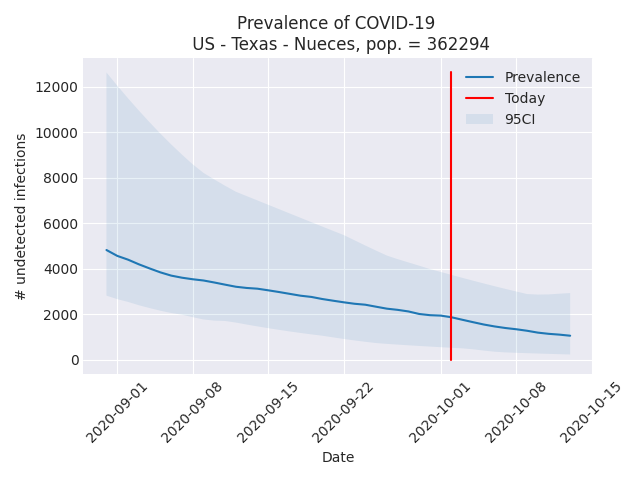 Prevalence of COVID-19
US - Texas - Nueces, pop. = 362294
Prevalence
Today
95CI
# undetected infections
12000
10000
8000
6000
4000
2000
0
2020-09-01
2020-09-08
2020-09-15
2020-09-22
2020-10-01
2020-10-08
2020-10-15
Date